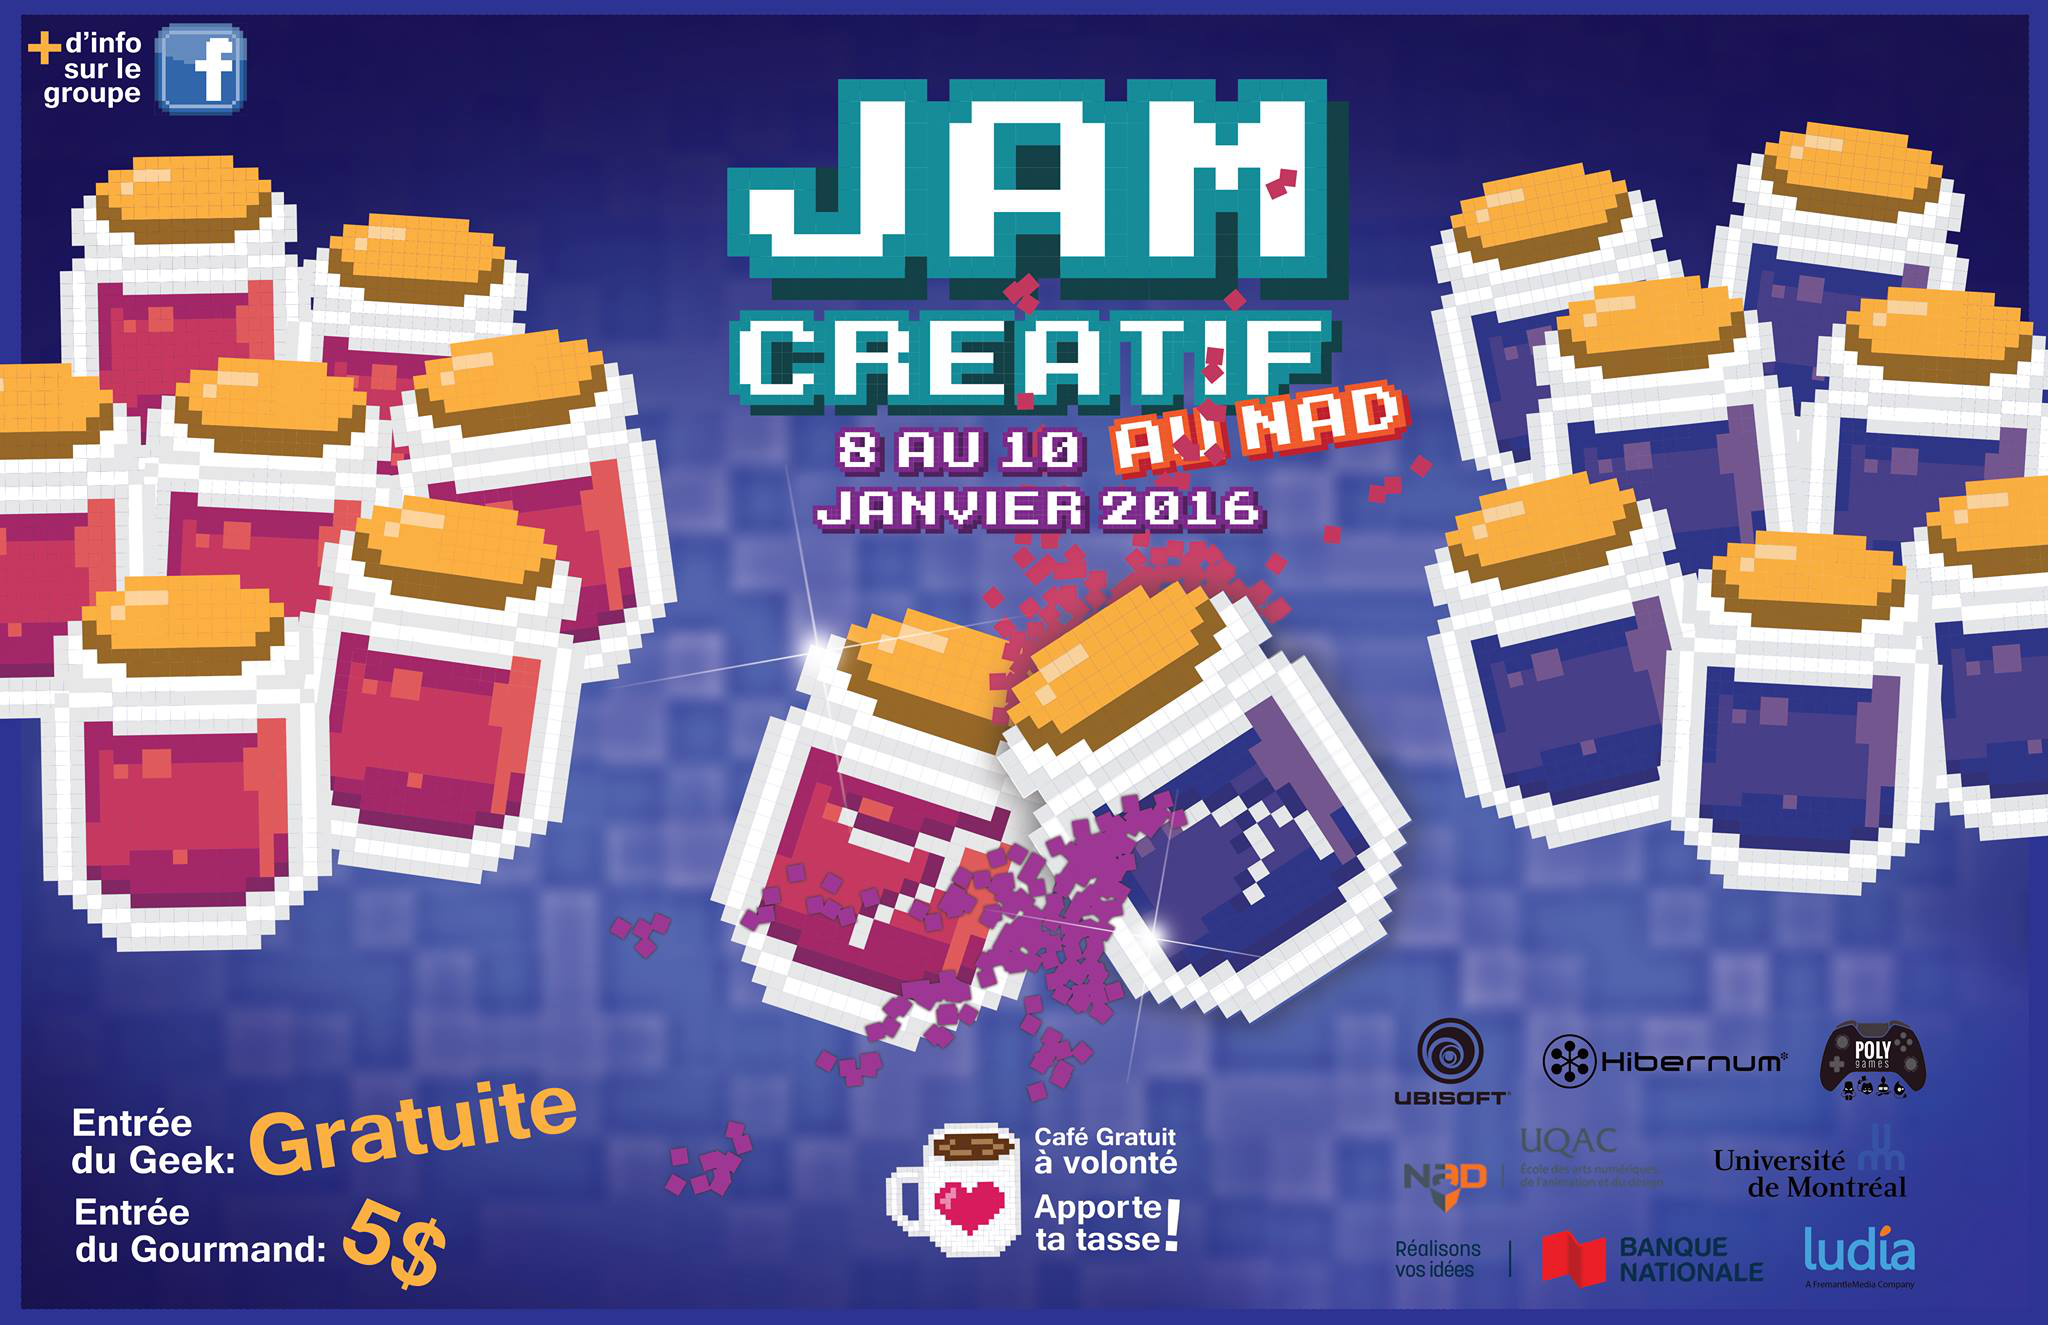 + d'info
sur le
groupe
f
JAM
CREATIF
AU NAD
8 AU 10
JANVIER 2016
Entrée
du Geek: Gratuite
Entrée
du Gourmand: 5$
Café Gratuit
à volonté
Apporte
ta tasse!
UBISOFT
Hibernum*
POLY
games
NAD
UQAC
École des arts numériques,
de l'animation et du design
Université
de Montréal
Réalisons
vos idées
BANQUE
NATIONALE
ludia
A FremantleMedia Company